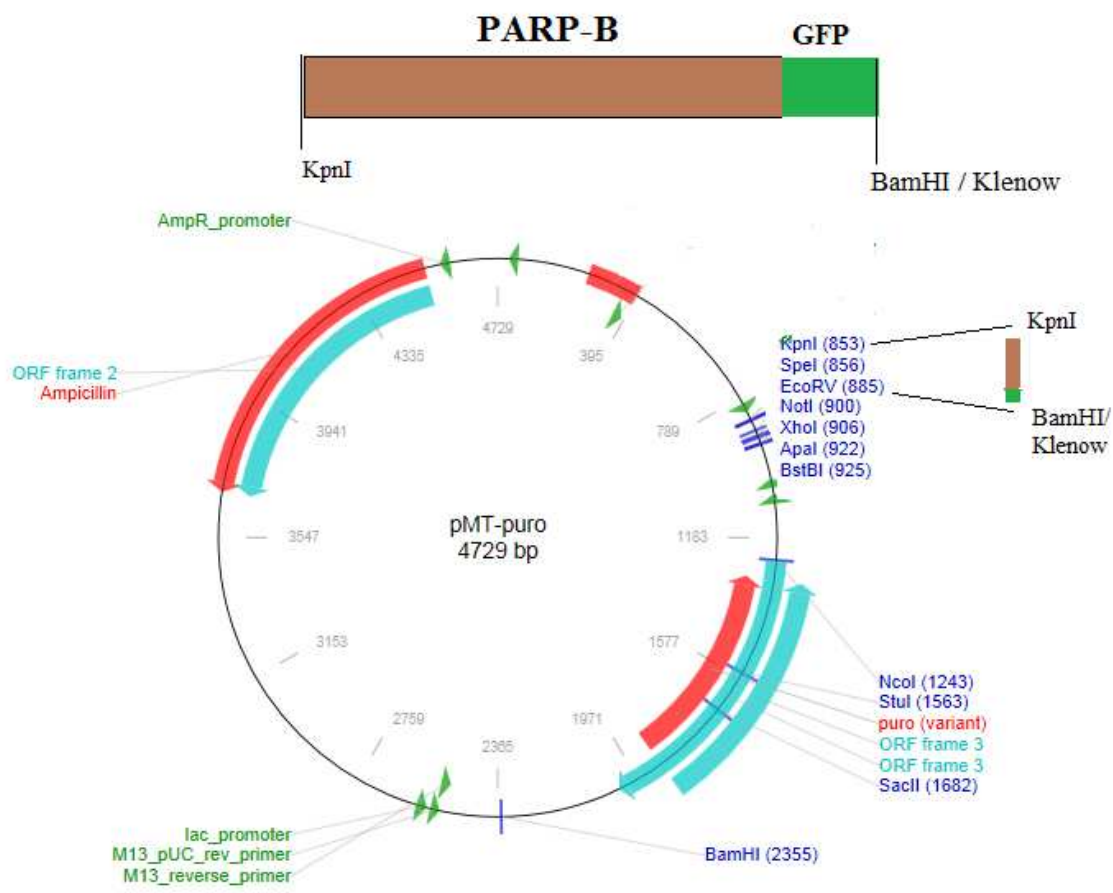 PARP-B GFP
KpnI
BamHI / Klenow
AmpR_promoter
4729
395
4335
ORF frame 2
Ampicillin
KpnI (853)
SpeI (856)
EcoRV (885)
NotI (900)
XhoI (906)
ApaI (922)
BstBI (925)
KpnI
BamHI/
Klenow
3941
789
pMT-puro
4729 bp
3547
1183
3153
1577
2759
1971
2365
NcoI (1243)
StuI (1563)
puro (variant)
ORF frame 3
ORF frame 3
SacII (1682)
lac_promoter
M13_pUC_rev_primer
M13_reverse_primer
BamHI (2355)